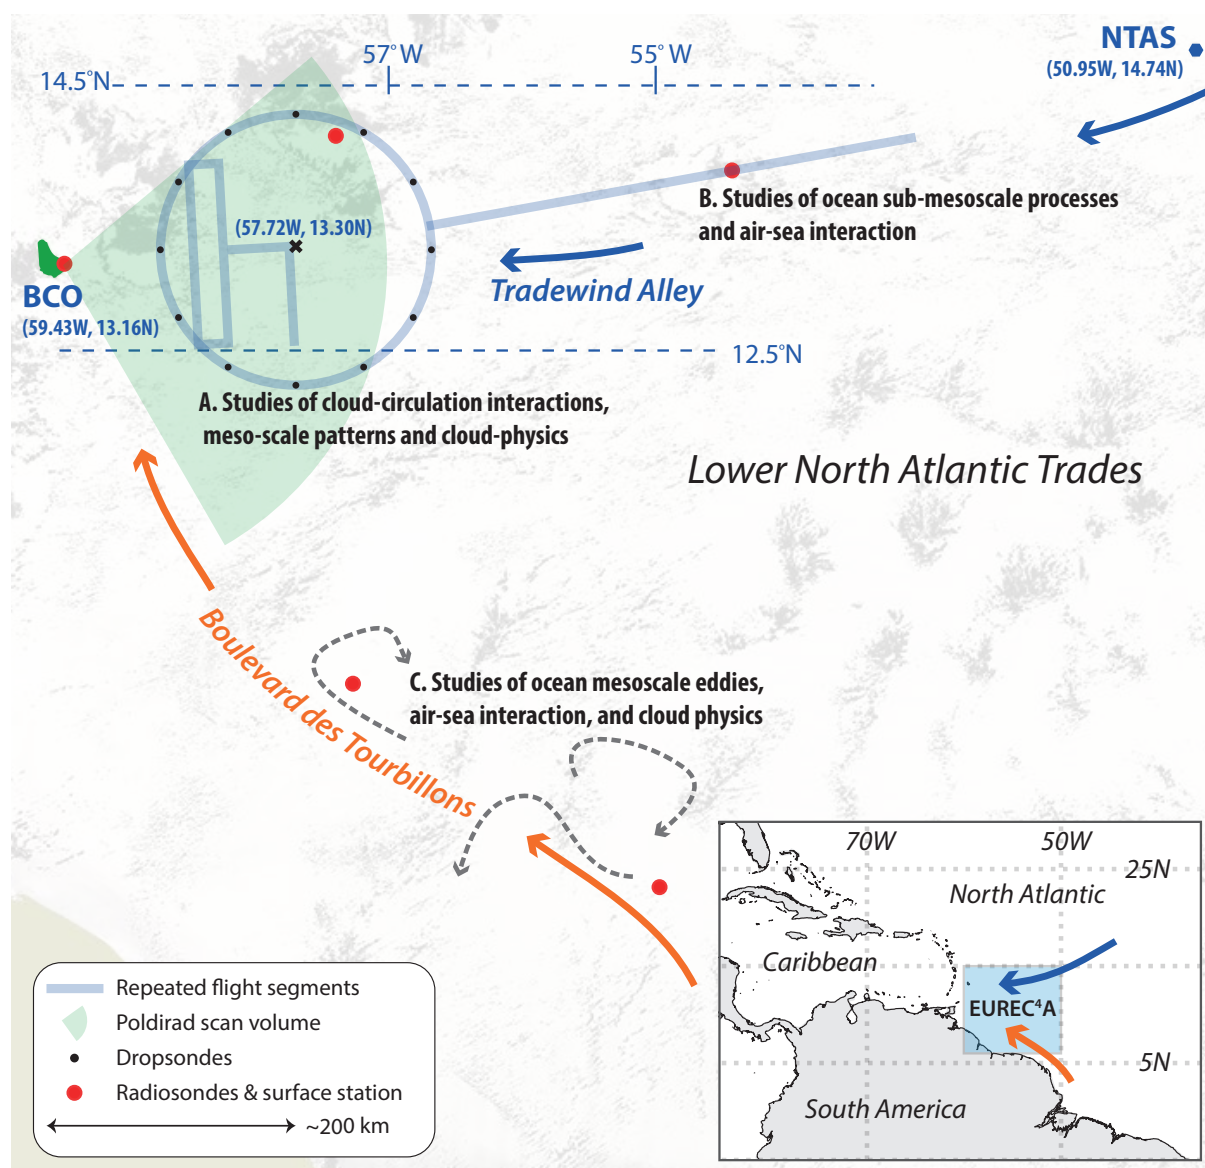 NTAS
(50.95W, 14.74N)
57° W
55° W
14.5°N
B. Studies of ocean sub-mesoscale processes
and air-sea interaction
(57.72W, 13.30N)
Tradewind Alley
BCO
(59.43W, 13.16N)
12.5°N
A. Studies of cloud-circulation interactions,
meso-scale patterns and cloud-physics
Lower North Atlantic Trades
Boulevard des Tourbillons
C. Studies of ocean mesoscale eddies,
air-sea interaction, and cloud physics
Repeated flight segments
Poldirad scan volume
Dropsondes
Radiosondes & surface station
~200 km
70W
50W
25N
North Atlantic
Caribbean
EUREC⁴A
5N
South America